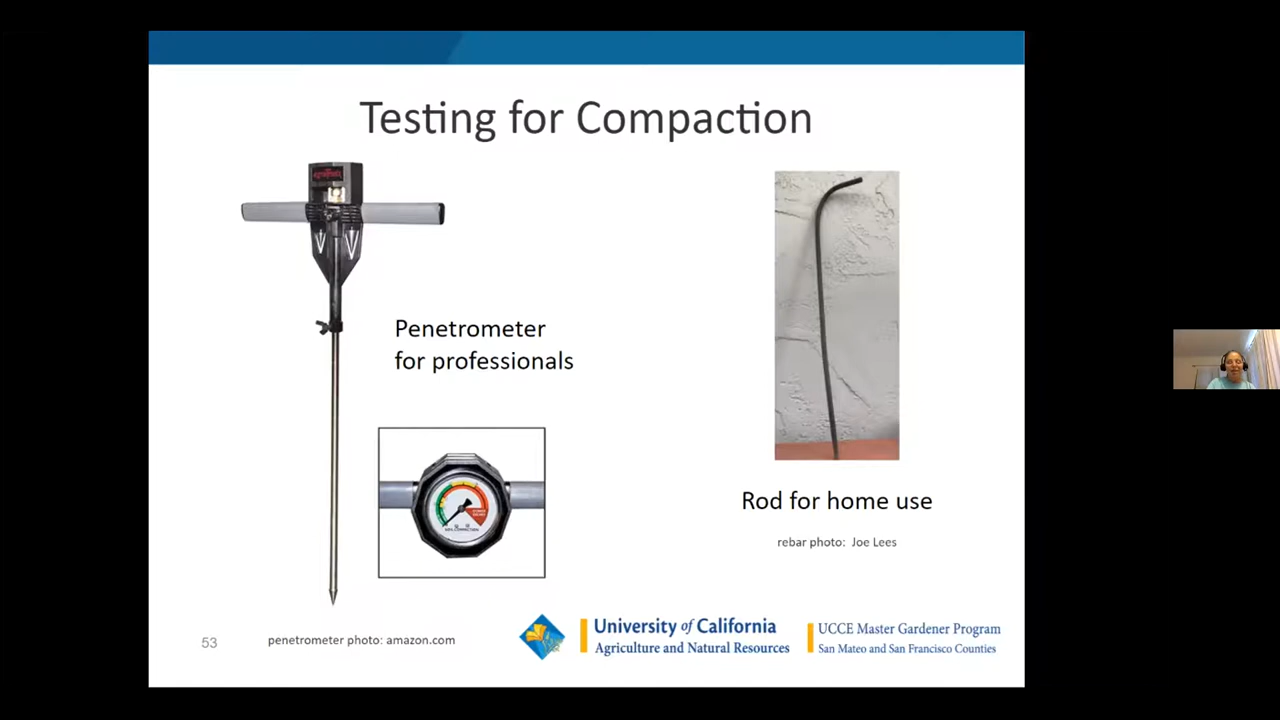 Testing for Compaction
Penetrometer
for professionals
Rod for home use
rebar photo: Joe Lees
53
penetrometer photo: amazon.com
University of California
Agriculture and Natural Resources
UCCE Master Gardener Program
San Mateo and San Francisco Counties